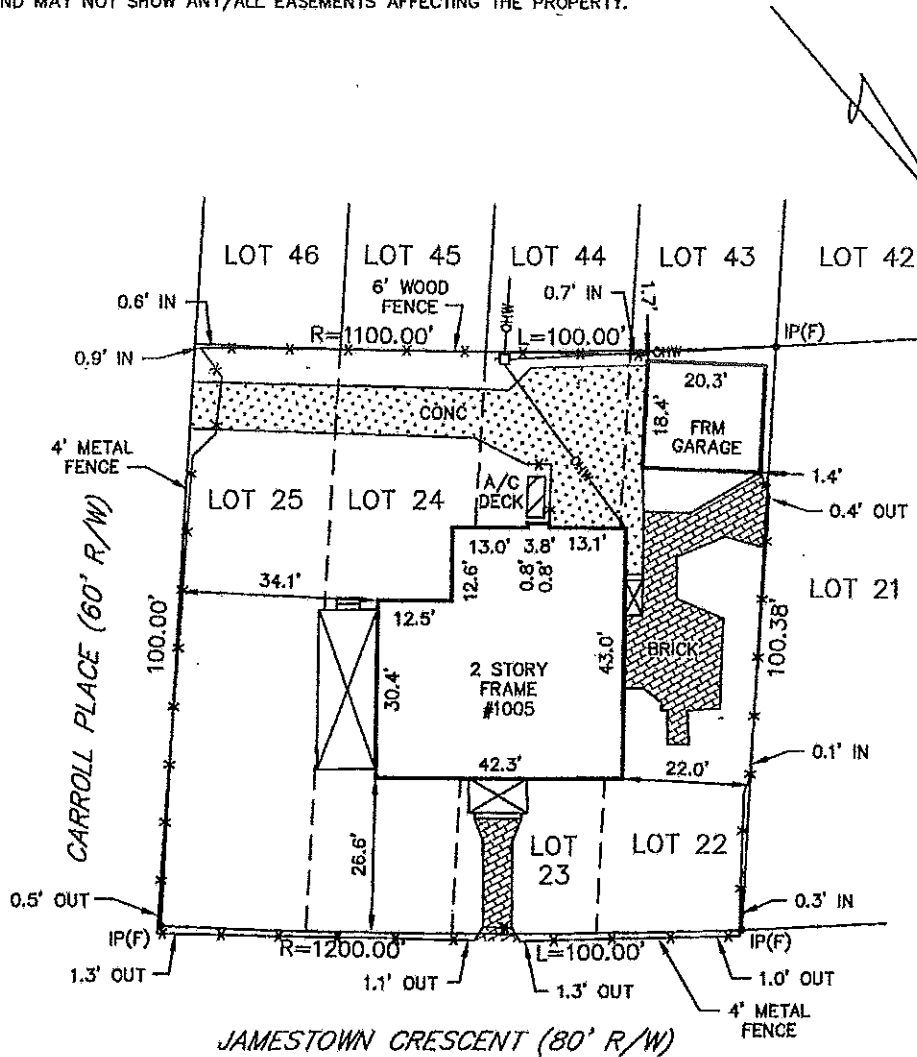 AND MAY NOT SHOW ANY/ALL EASEMENTS AFFECTING THE PROPERTY.
LOT 46
LOT 45
LOT 44
LOT 43
LOT 42
6' WOOD
FENCE
0.6' IN
0.7' IN
1.7'
OHW
0.9' IN
R=1100.00'
L=100.00'
OHW
IP(F)
20.3'
CONC
18.4'
FRM
GARAGE
4' METAL
FENCE
OHW
1.4'
A/C
DECK
0.4' OUT
LOT 25
LOT 24
13.0'
3.8'
13.1'
12.6'
0.8'
0.8'
34.1'
12.5'
LOT 21
CARROLL PLACE (60' R/W)
100.00'
43.0'
100.38'
30.4'
2 STORY
FRAME
#1005
BRICK
42.3'
22.0'
0.1' IN
26.6'
LOT
23
LOT 22
0.5' OUT
0.3' IN
IP(F)
R=1200.00'
L=100.00'
IP(F)
1.3' OUT
1.1' OUT
1.3' OUT
1.0' OUT
4' METAL
FENCE
JAMESTOWN CRESCENT (80' R/W)